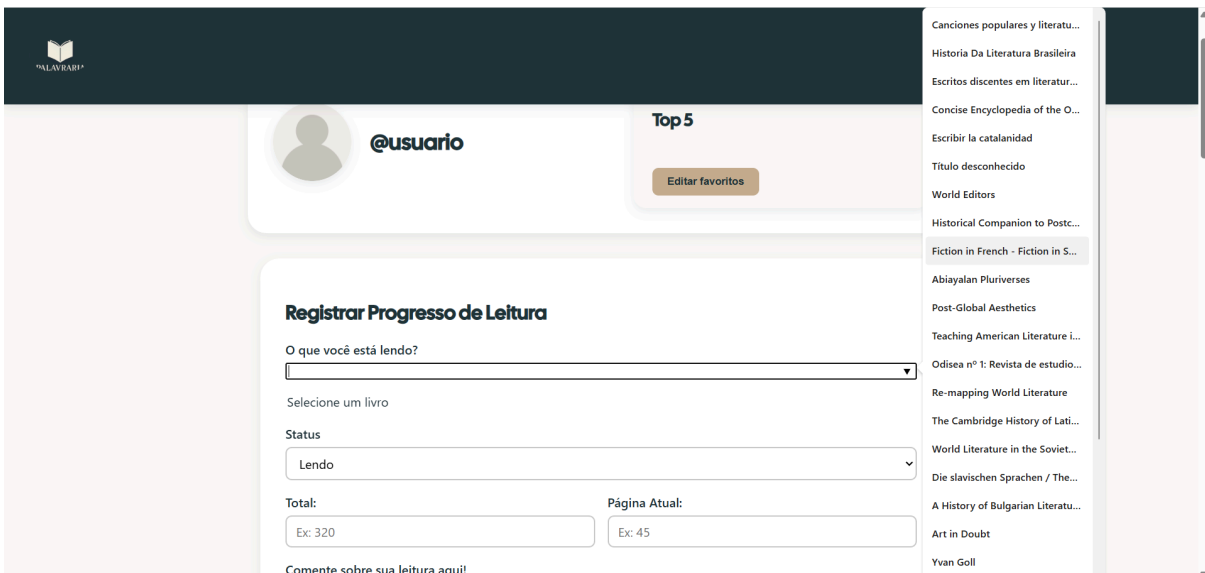 PALAVRARIA
@usuario
Top 5
Editar favoritos
Registrar Progresso de Leitura
O que você está lendo?
Selecione um livro
Status
Lendo
Total:
Página Atual:
Ex: 320
Ex: 45
Comente sobre sua leitura aqui!
Canciones populares y literatu...
Historia Da Literatura Brasileira
Escritos discentes em literatur...
Concise Encyclopedia of the O...
Escribir la catalanidad
Título desconhecido
World Editors
Historical Companion to Postc...
Fiction in French - Fiction in S...
Abiayalan Pluriverses
Post-Global Aesthetics
Teaching American Literature i...
Odisea nº 1: Revista de estudio...
Re-mapping World Literature
The Cambridge History of Lati...
World Literature in the Soviet...
Die slavischen Sprachen / The...
A History of Bulgarian Literatu...
Art in Doubt
Yvan Goll